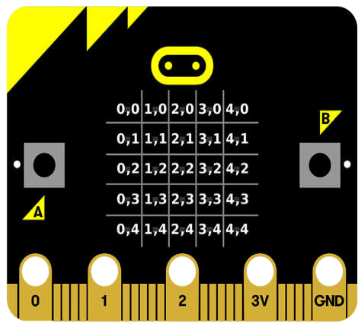 0,0 1,0 2,0 3,0 4,0
B
0,1 1,1 2,1 3,1 4,1
0,2 1,2 2,2 3,2 4,2
0,3 1,3 2,3 3,3 4,3
A
0,4 1,4 2,4 3,4 4,4
0 1 2 3V GND